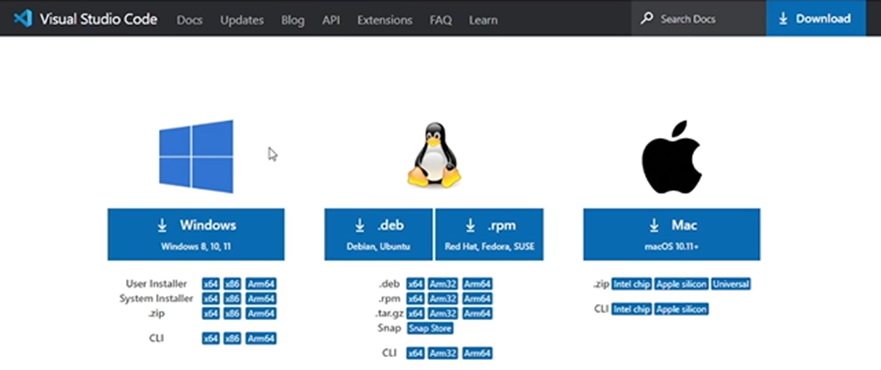 Visual Studio Code Docs Updates Blog API Extensions FAQ Learn Search Docs Download
Windows
Windows 8, 10, 11
User Installer x64 x86 Arm64
System Installer x64 x86 Arm64
.zip x64 x86 Arm64
CLI x64 x86 Arm64
.deb
Debian, Ubuntu
.rpm
Red Hat, Fedora, SUSE
.deb x64 Arm32 Arm64
.rpm x64 Arm32 Arm64
.tar.gz x64 Arm32 Arm64
Snap Snap Store
CLI x64 Arm32 Arm64
Mac
macOS 10.11+
.zip Intel chip Apple silicon Universal
CLI Intel chip Apple silicon